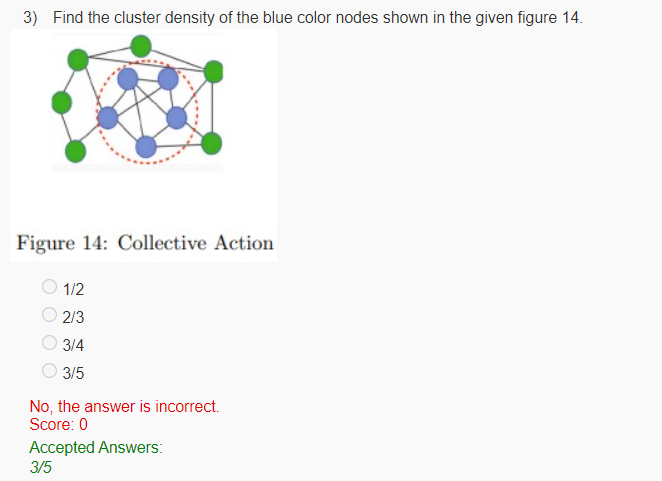 3) Find the cluster density of the blue color nodes shown in the given figure 14.
Figure 14: Collective Action
1/2
2/3
3/4
3/5
No, the answer is incorrect.
Score: 0
Accepted Answers:
3/5